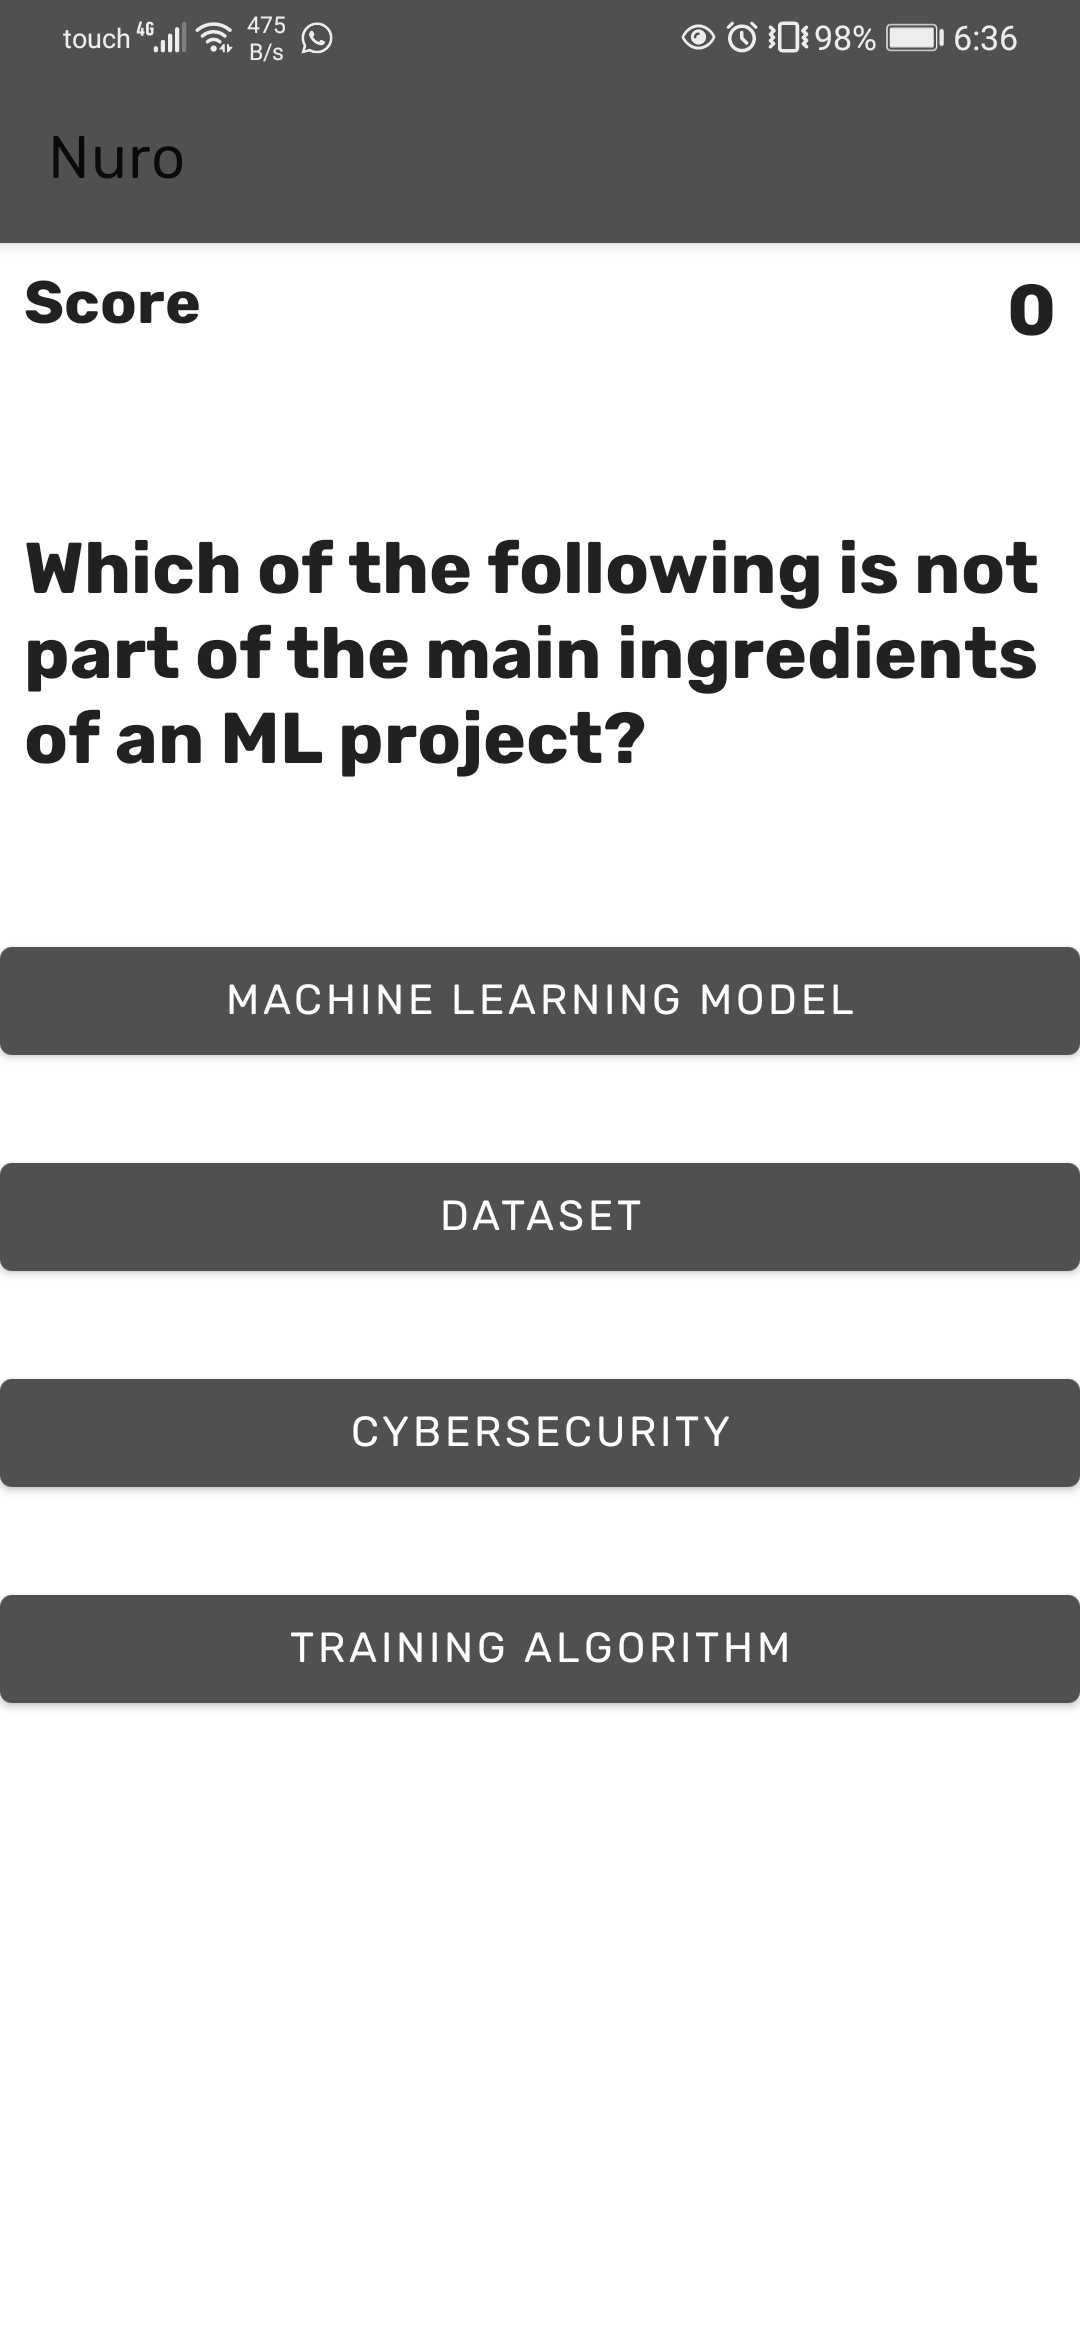 touch 4G 475 B/s 98% 6:36
Nuro
Score 0
Which of the following is not
part of the main ingredients
of an ML project?
MACHINE LEARNING MODEL
DATASET
CYBERSECURITY
TRAINING ALGORITHM